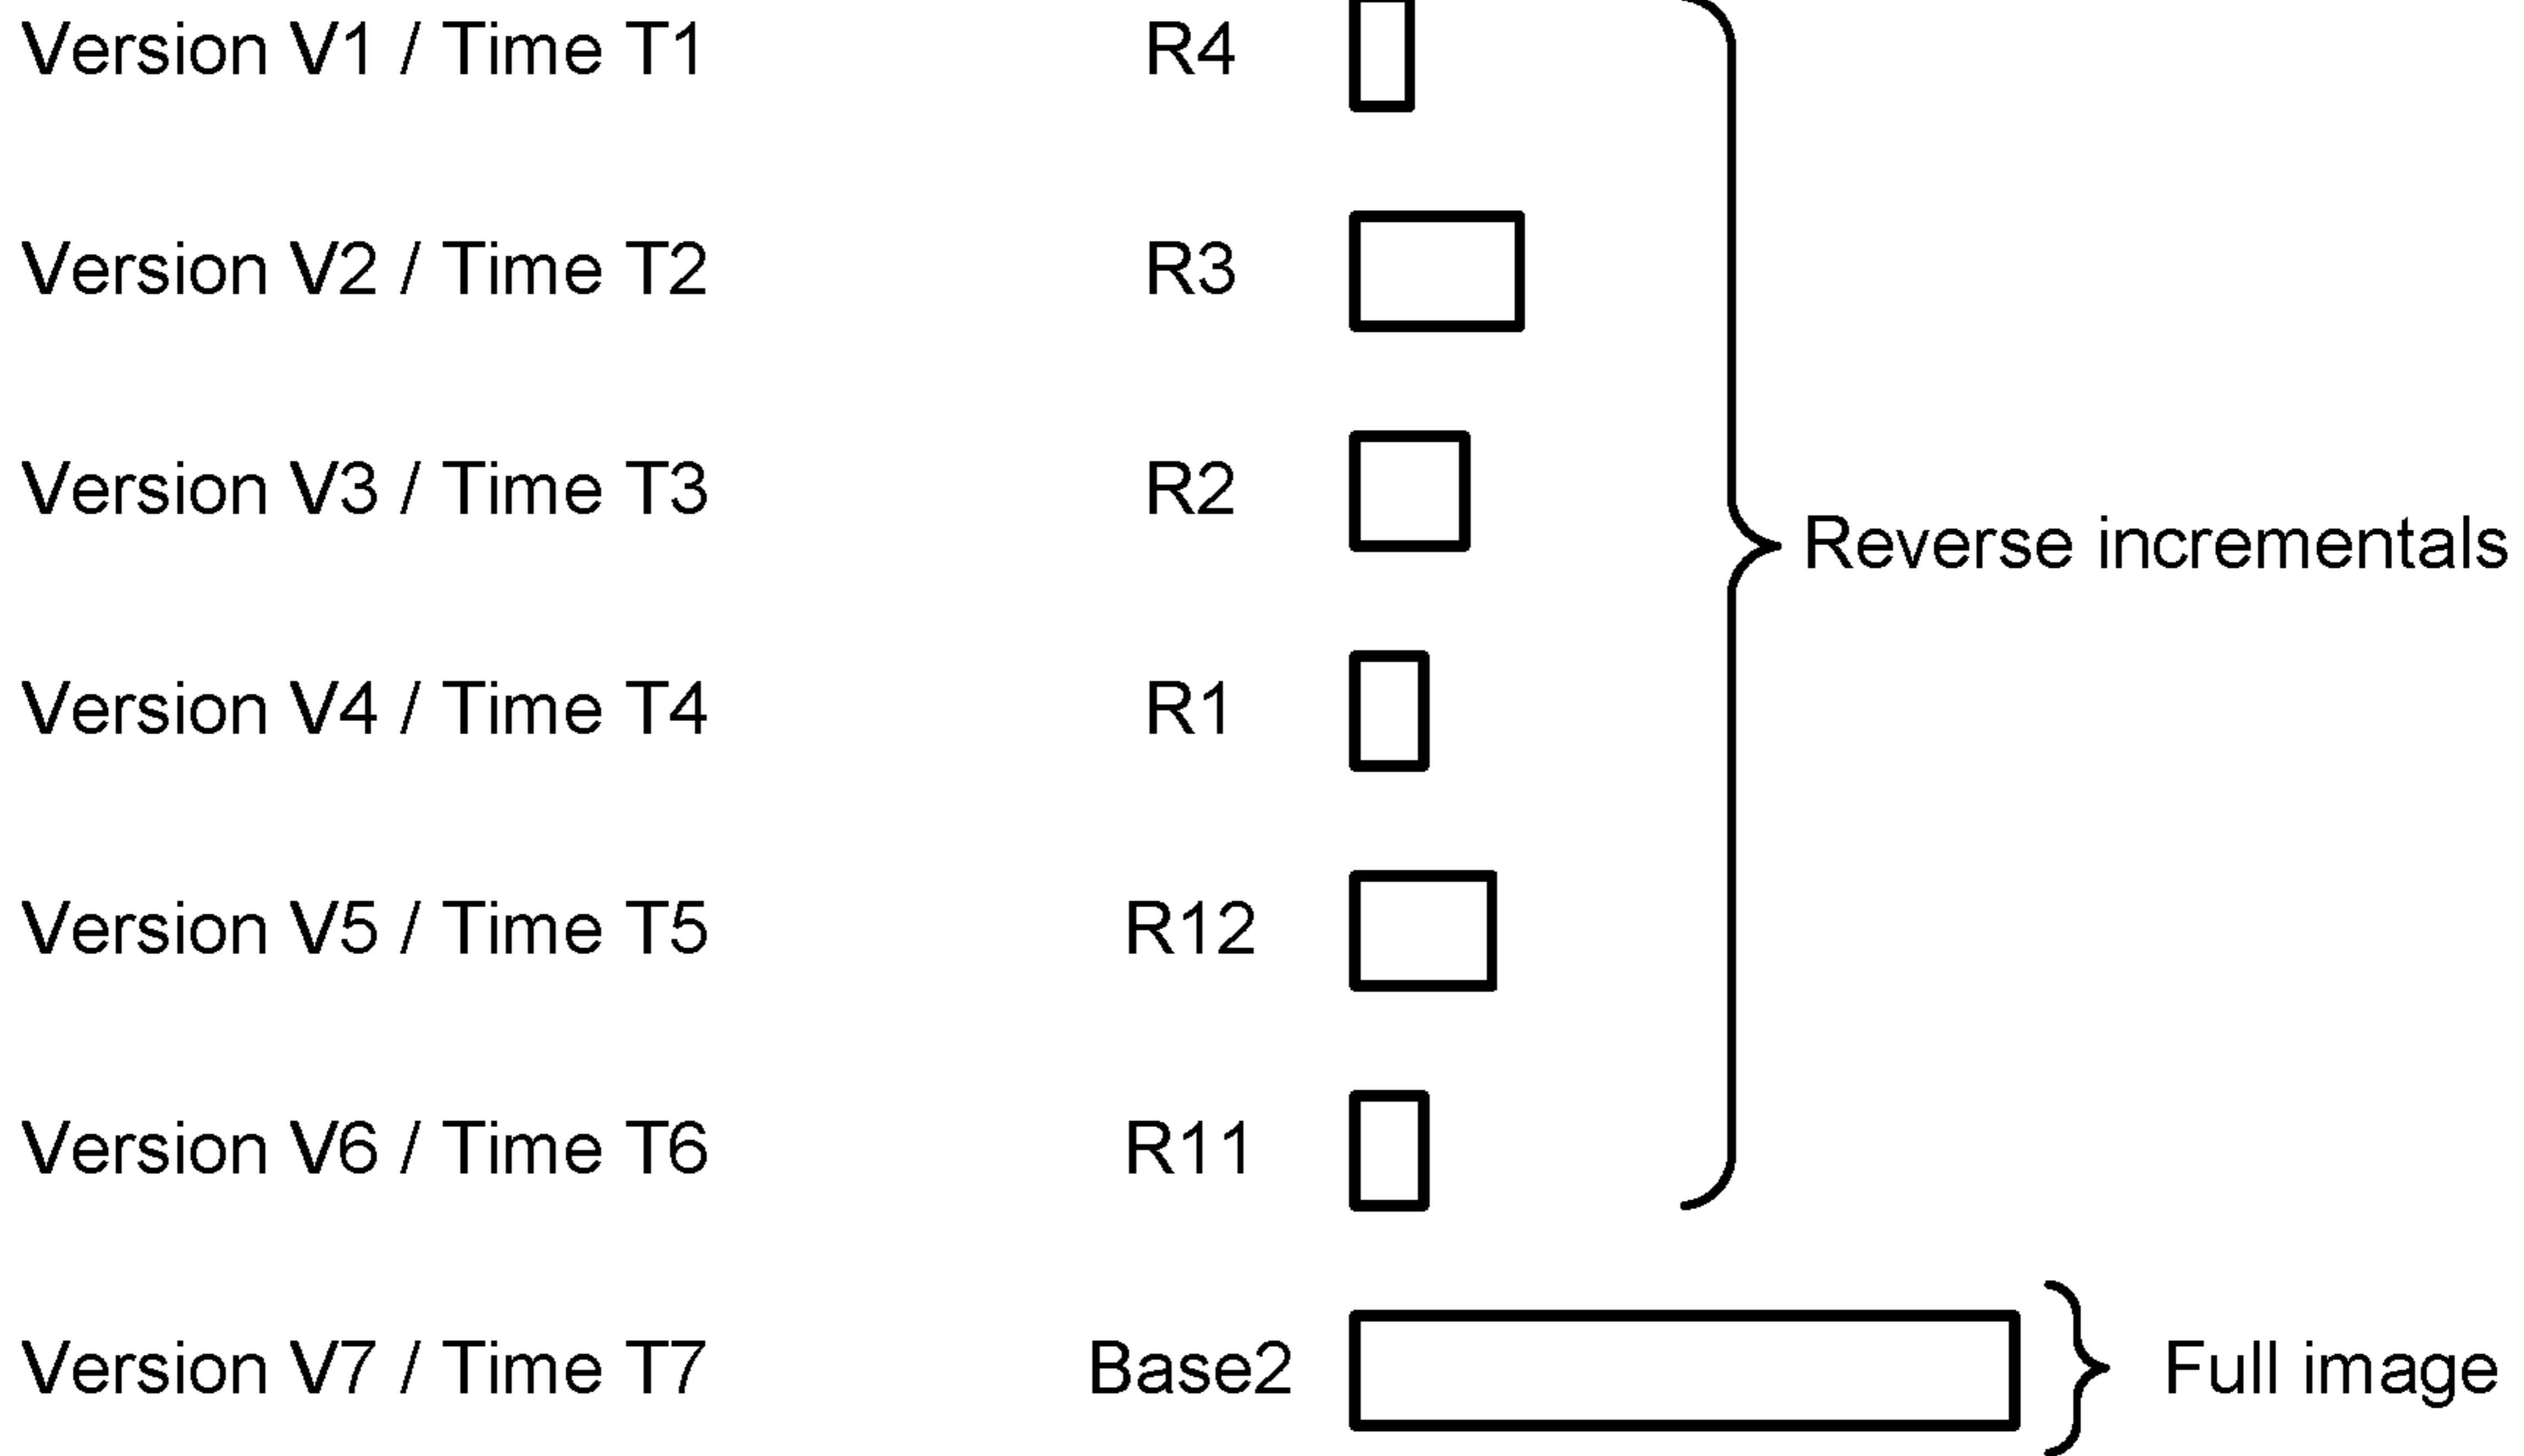 Version V1 / Time T1 R4
Version V2 / Time T2 R3
Version V3 / Time T3 R2
Reverse incrementals
Version V4 / Time T4 R1
Version V5 / Time T5 R12
Version V6 / Time T6 R11
Version V7 / Time T7 Base2 Full image